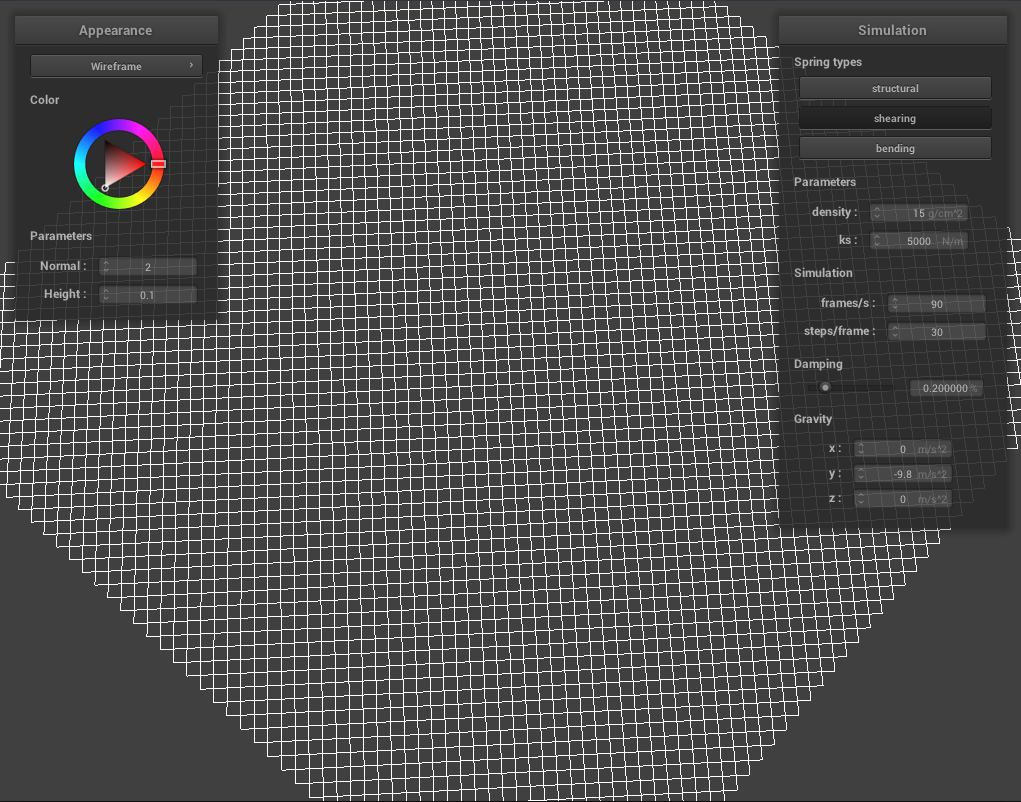 Appearance
Wireframe ›
Color
Parameters
Normal : 2
Height : 0.1
Simulation
Spring types
structural
shearing
bending
Parameters
density : 15 g/cm^2
ks : 5000 N/m
Simulation
frames/s : 90
steps/frame : 30
Damping
0.200000 %
Gravity
x : 0 m/s^2
y : -9.8 m/s^2
z : 0 m/s^2